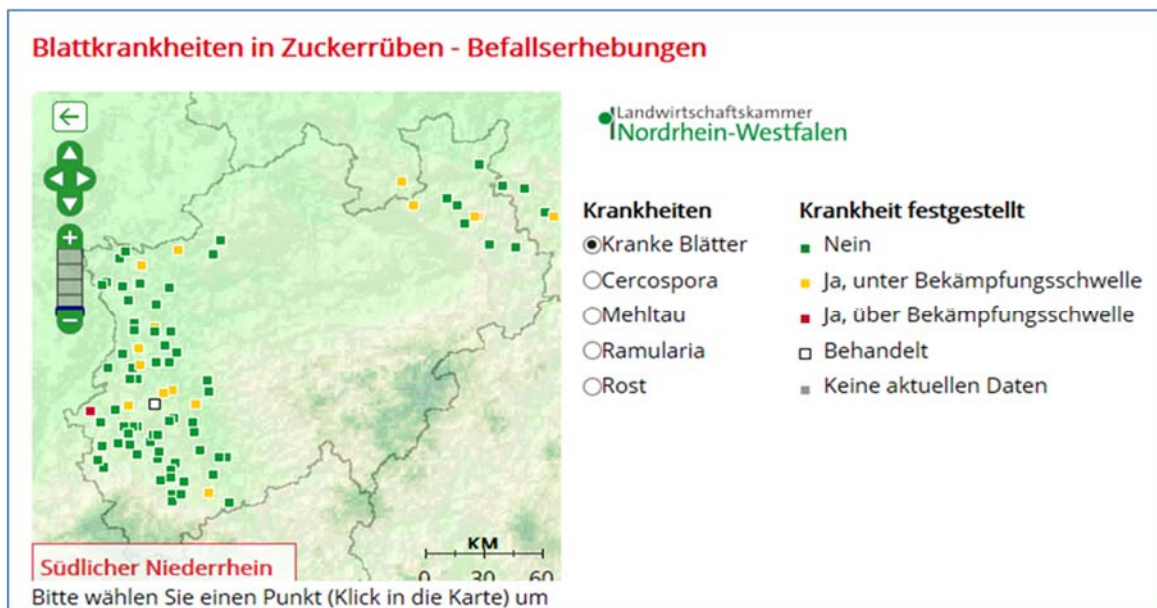 Blattkrankheiten in Zuckerrüben - Befallserhebungen
Landwirtschaftskammer
Nordrhein-Westfalen
Krankheiten
Kranke Blätter
Cercospora
Mehltau
Ramularia
Rost
Krankheit festgestellt
Nein
Ja, unter Bekämpfungsschwelle
Ja, über Bekämpfungsschwelle
Behandelt
Keine aktuellen Daten
KM
0 30 60
Südlicher Niederrhein
Bitte wählen Sie einen Punkt (Klick in die Karte) um